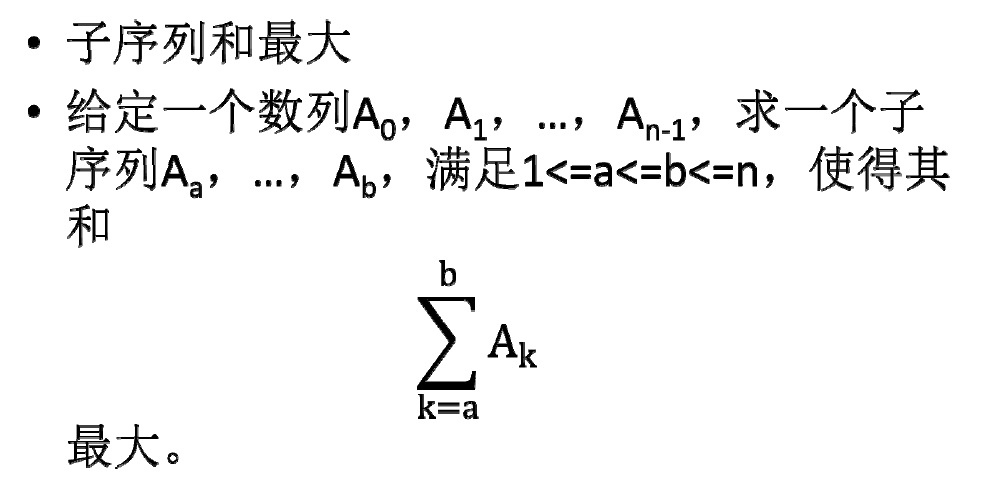 • 子序列和最大
• 给定一个数列A₀，A₁，…，Aₙ₋₁，求一个子
序列Aₐ，…，A_b，满足1<=a<=b<=n，使得其
和
b
∑ Aₖ
k=a
最大。